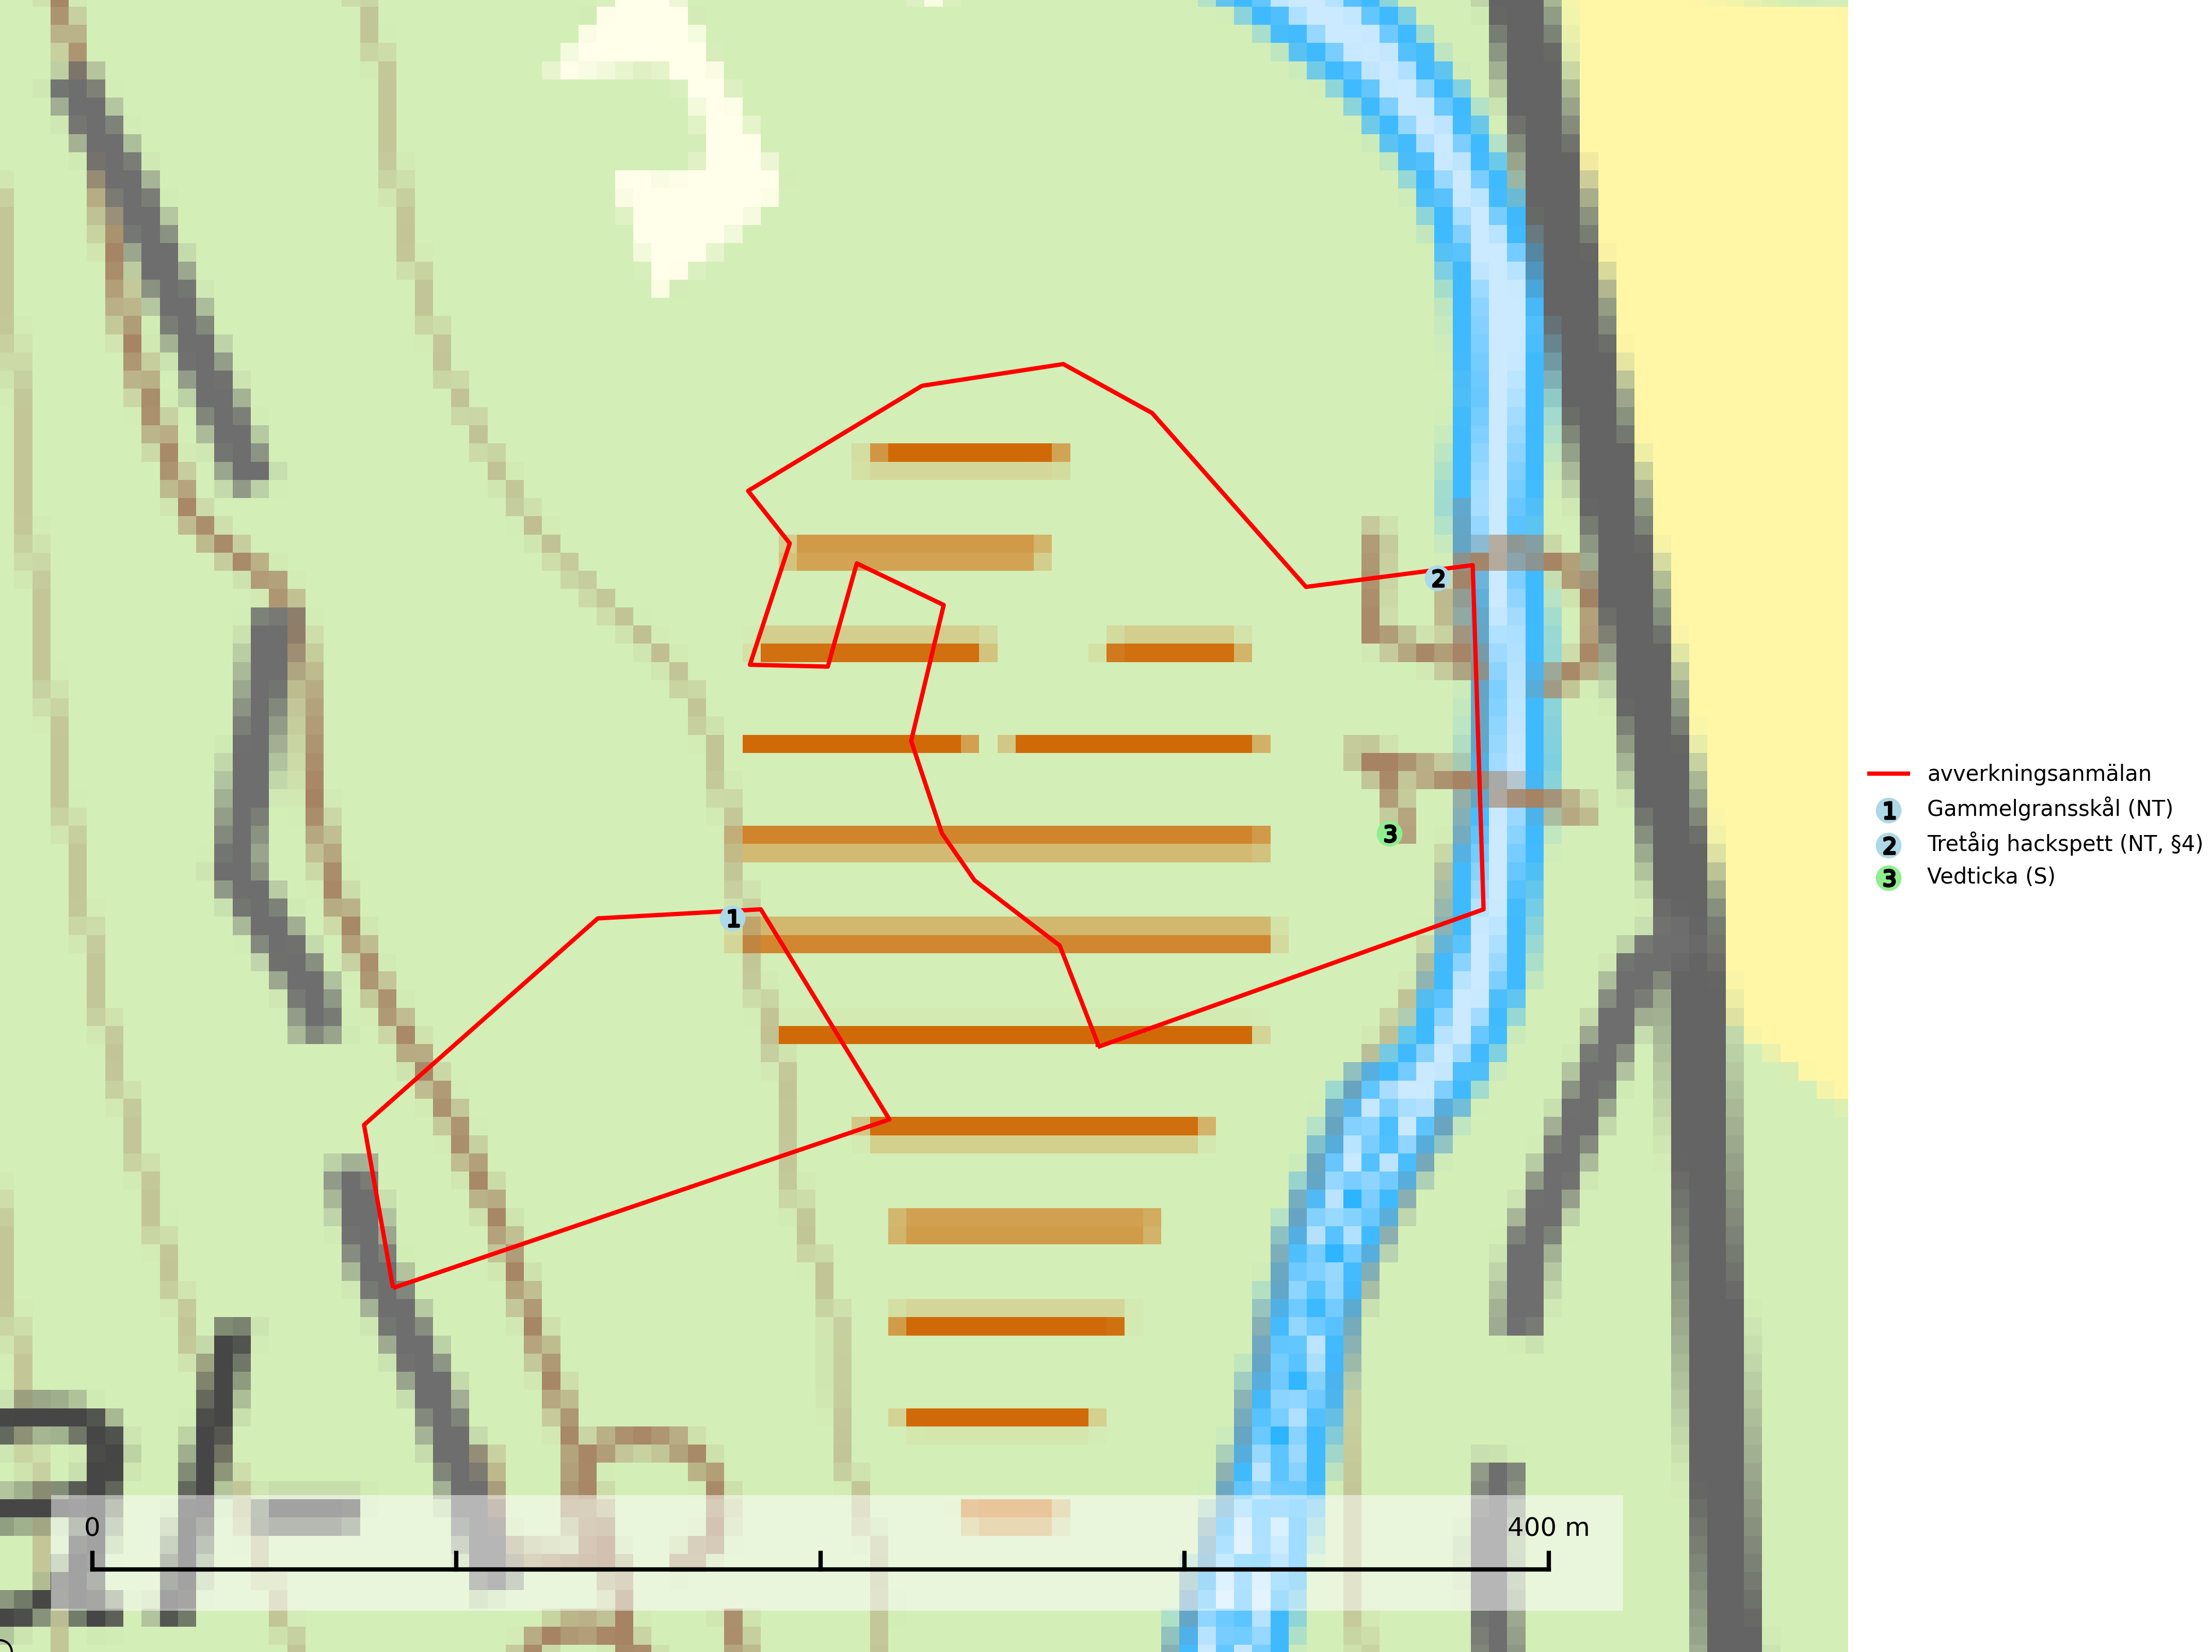 2
3
1
avverkningsanmälan
1 Gammelgransskål (NT)
2 Tretåig hackspett (NT, §4)
3 Vedticka (S)
0 400 m